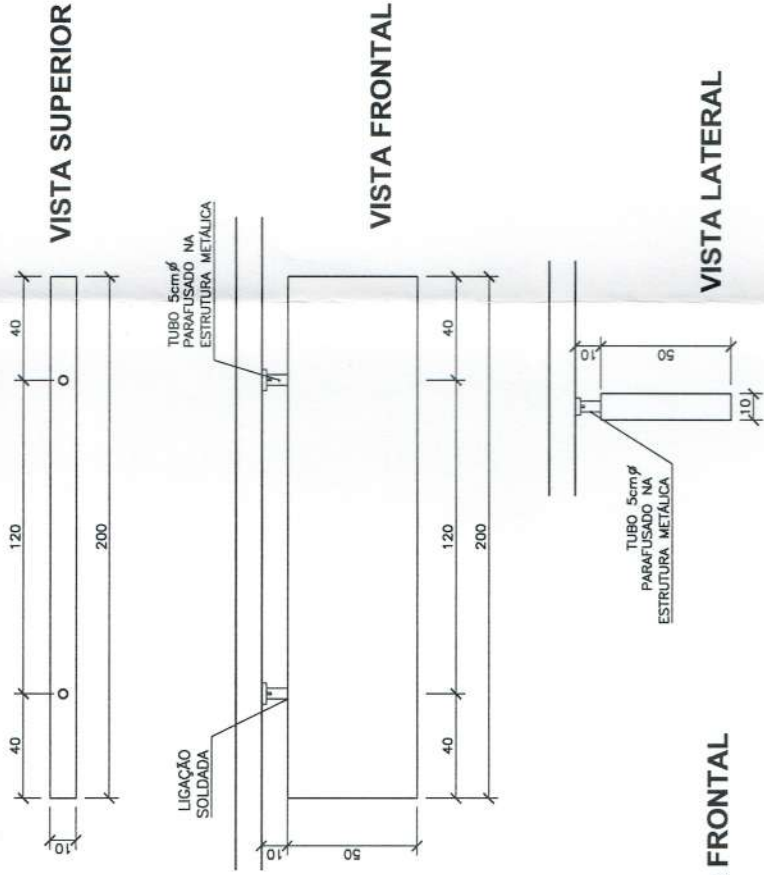 VISTA SUPERIOR
40
120
40
200
10
VISTA FRONTAL
TUBO 5cmØ
PARAFUSADO NA
ESTRUTURA METÁLICA
LIGAÇÃO
SOLDADA
10
50
40
120
40
200
VISTA LATERAL
10
50
10
TUBO 5cmØ
PARAFUSADO NA
ESTRUTURA METÁLICA
FRONTAL